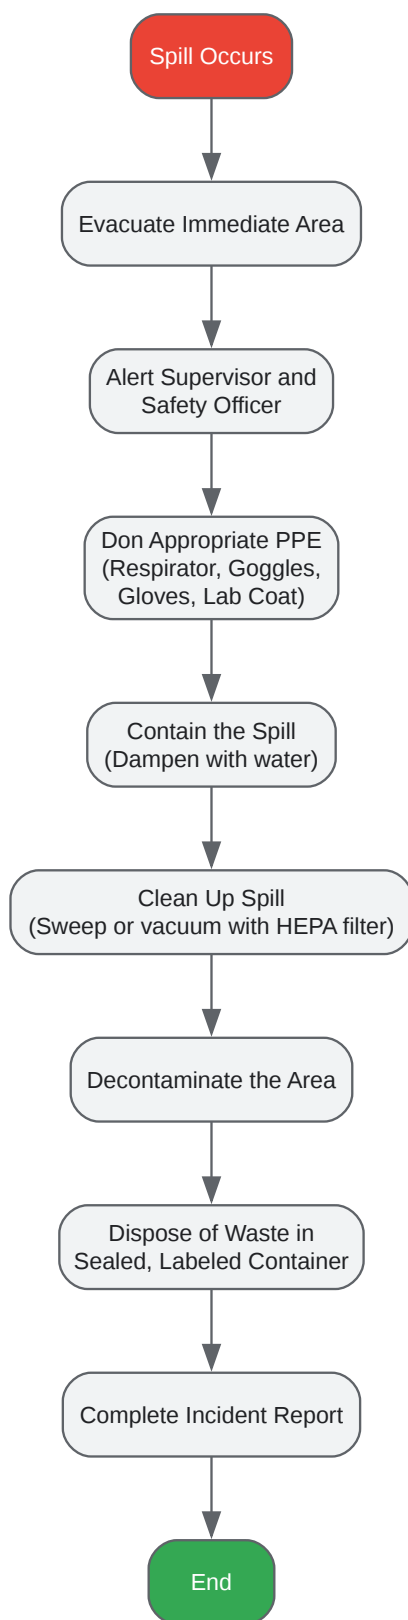 Spill Occurs
Evacuate Immediate Area
Alert Supervisor and
Safety Officer
Don Appropriate PPE
(Respirator, Goggles,
Gloves, Lab Coat)
Contain the Spill
(Dampen with water)
Clean Up Spill
(Sweep or vacuum with HEPA filter)
Decontaminate the Area
Dispose of Waste in
Sealed, Labeled Container
Complete Incident Report
End